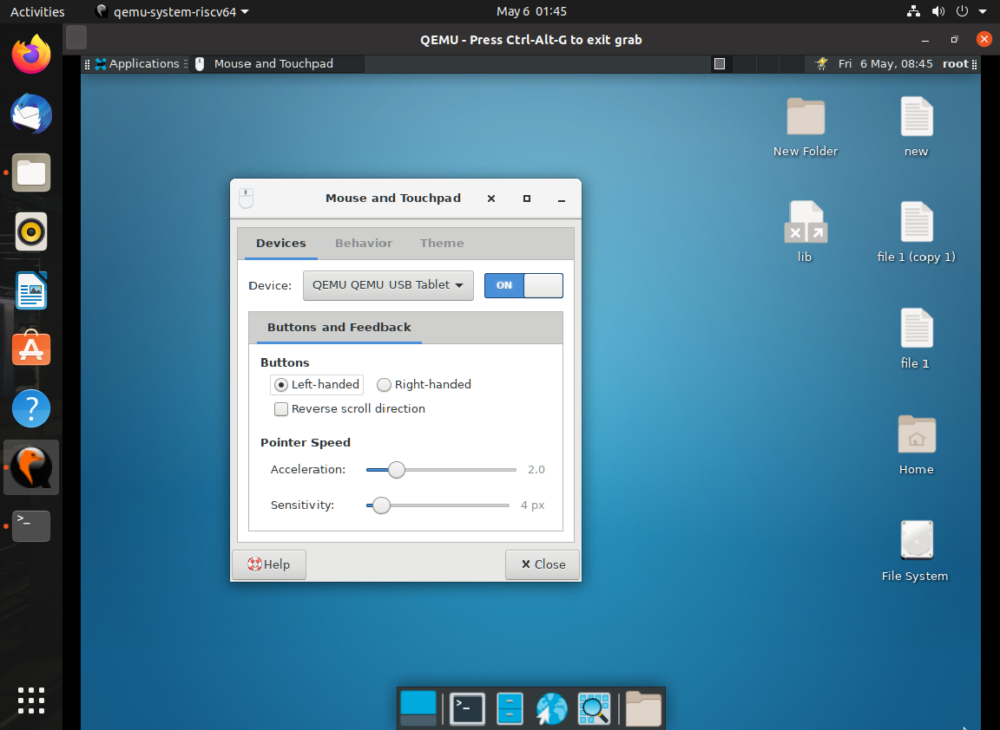 Activities qemu-system-riscv64 May 6 01:45
QEMU - Press Ctrl-Alt-G to exit grab
Applications Mouse and Touchpad Fri 6 May, 08:45 root
New Folder new
lib file 1 (copy 1)
file 1
Home
File System
Mouse and Touchpad
Devices Behavior Theme
Device: QEMU QEMU USB Tablet ON
Buttons and Feedback
Buttons
Left-handed Right-handed
Reverse scroll direction
Pointer Speed
Acceleration: 2.0
Sensitivity: 4 px
Help Close